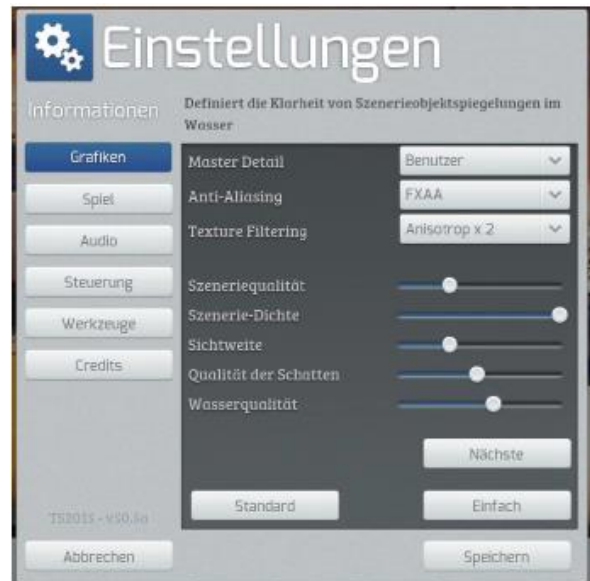 Einstellungen
Informationen
Definiert die Klarheit von Szenerieobjektspiegelungen im
Wasser
Grafiken
Spiel
Audio
Steuerung
Werkzeuge
Credits
Master Detail
Benutzer
Anti-Aliasing
FXAA
Texture Filtering
Anisotrop x 2
Szeneriequalität
Szenerie-Dichte
Sichtweite
Qualität der Schatten
Wasserqualität
Nächste
Standard
Einfach
Abbrechen
Speichern